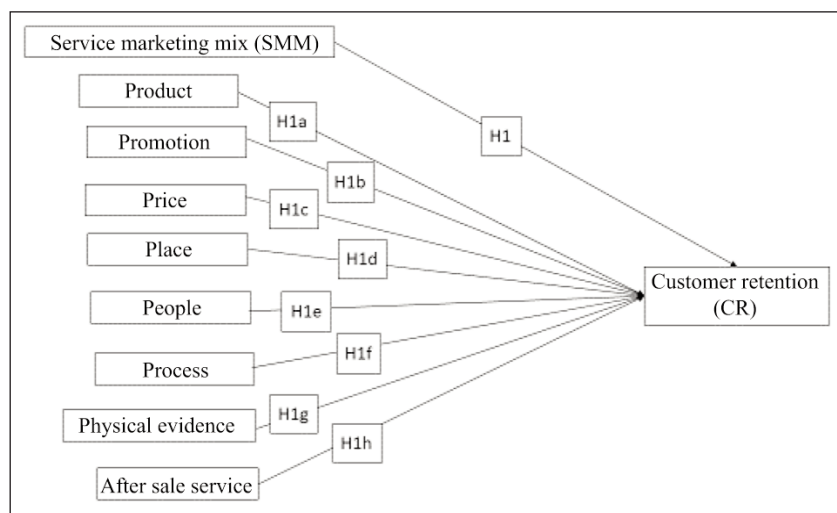 Service marketing mix (SMM)
Product
H1a
Promotion
H1
H1b
Price
H1c
Place
H1d
Customer retention
(CR)
People
H1e
Process
H1f
Physical evidence
H1g
H1h
After sale service